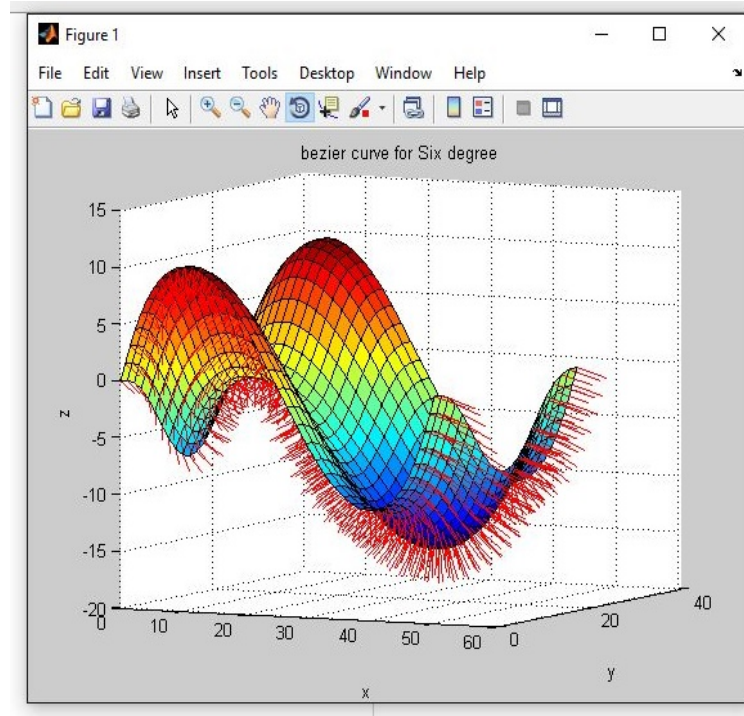 Figure 1
File Edit View Insert Tools Desktop Window Help
bezier curve for Six degree
15
10
5
0
-5
-10
-15
-20
z
0 10 20 30 40 50 60
x
0 20 40
y